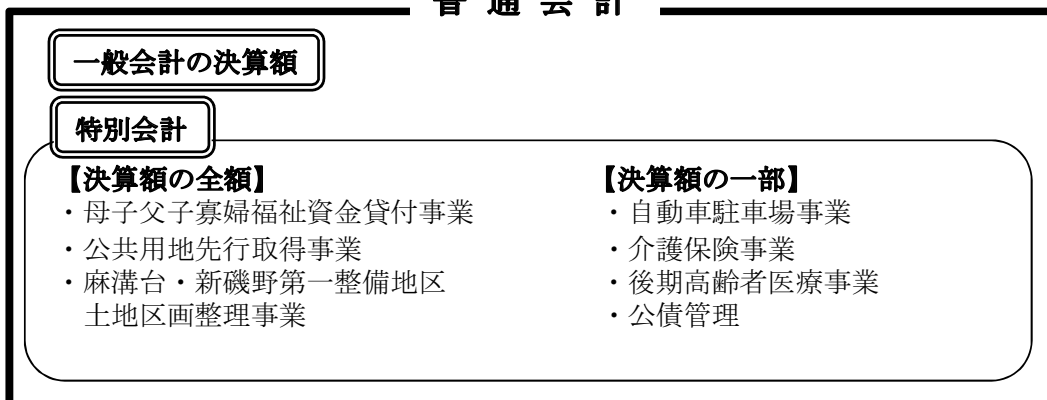 普通会計
一般会計の決算額
特別会計
【決算額の全額】
・母子父子寡婦福祉資金貸付事業
・公共用地先行取得事業
・麻溝台・新磯野第一整備地区
土地区画整理事業
【決算額の一部】
・自動車駐車場事業
・介護保険事業
・後期高齢者医療事業
・公債管理